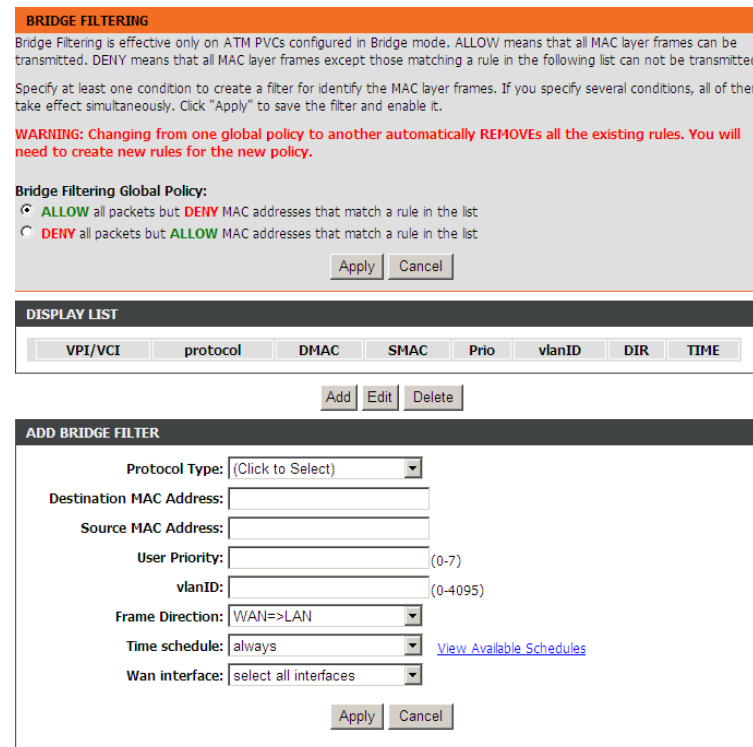 BRIDGE FILTERING
Bridge Filtering is effective only on ATM PVCs configured in Bridge mode. ALLOW means that all MAC layer frames can be
transmitted. DENY means that all MAC layer frames except those matching a rule in the following list can not be transmitted
Specify at least one condition to create a filter for identify the MAC layer frames. If you specify several conditions, all of ther
take effect simultaneously. Click "Apply" to save the filter and enable it.
WARNING: Changing from one global policy to another automatically REMOVEs all the existing rules. You will
need to create new rules for the new policy.
Bridge Filtering Global Policy:
ALLOW all packets but DENY MAC addresses that match a rule in the list
DENY all packets but ALLOW MAC addresses that match a rule in the list
Apply Cancel
DISPLAY LIST
VPI/VCI protocol DMAC SMAC Prio vlanID DIR TIME
Add Edit Delete
ADD BRIDGE FILTER
Protocol Type: (Click to Select)
Destination MAC Address:
Source MAC Address:
User Priority: (0-7)
vlanID: (0-4095)
Frame Direction: WAN=>LAN
Time schedule: always View Available Schedules
Wan interface: select all interfaces
Apply Cancel